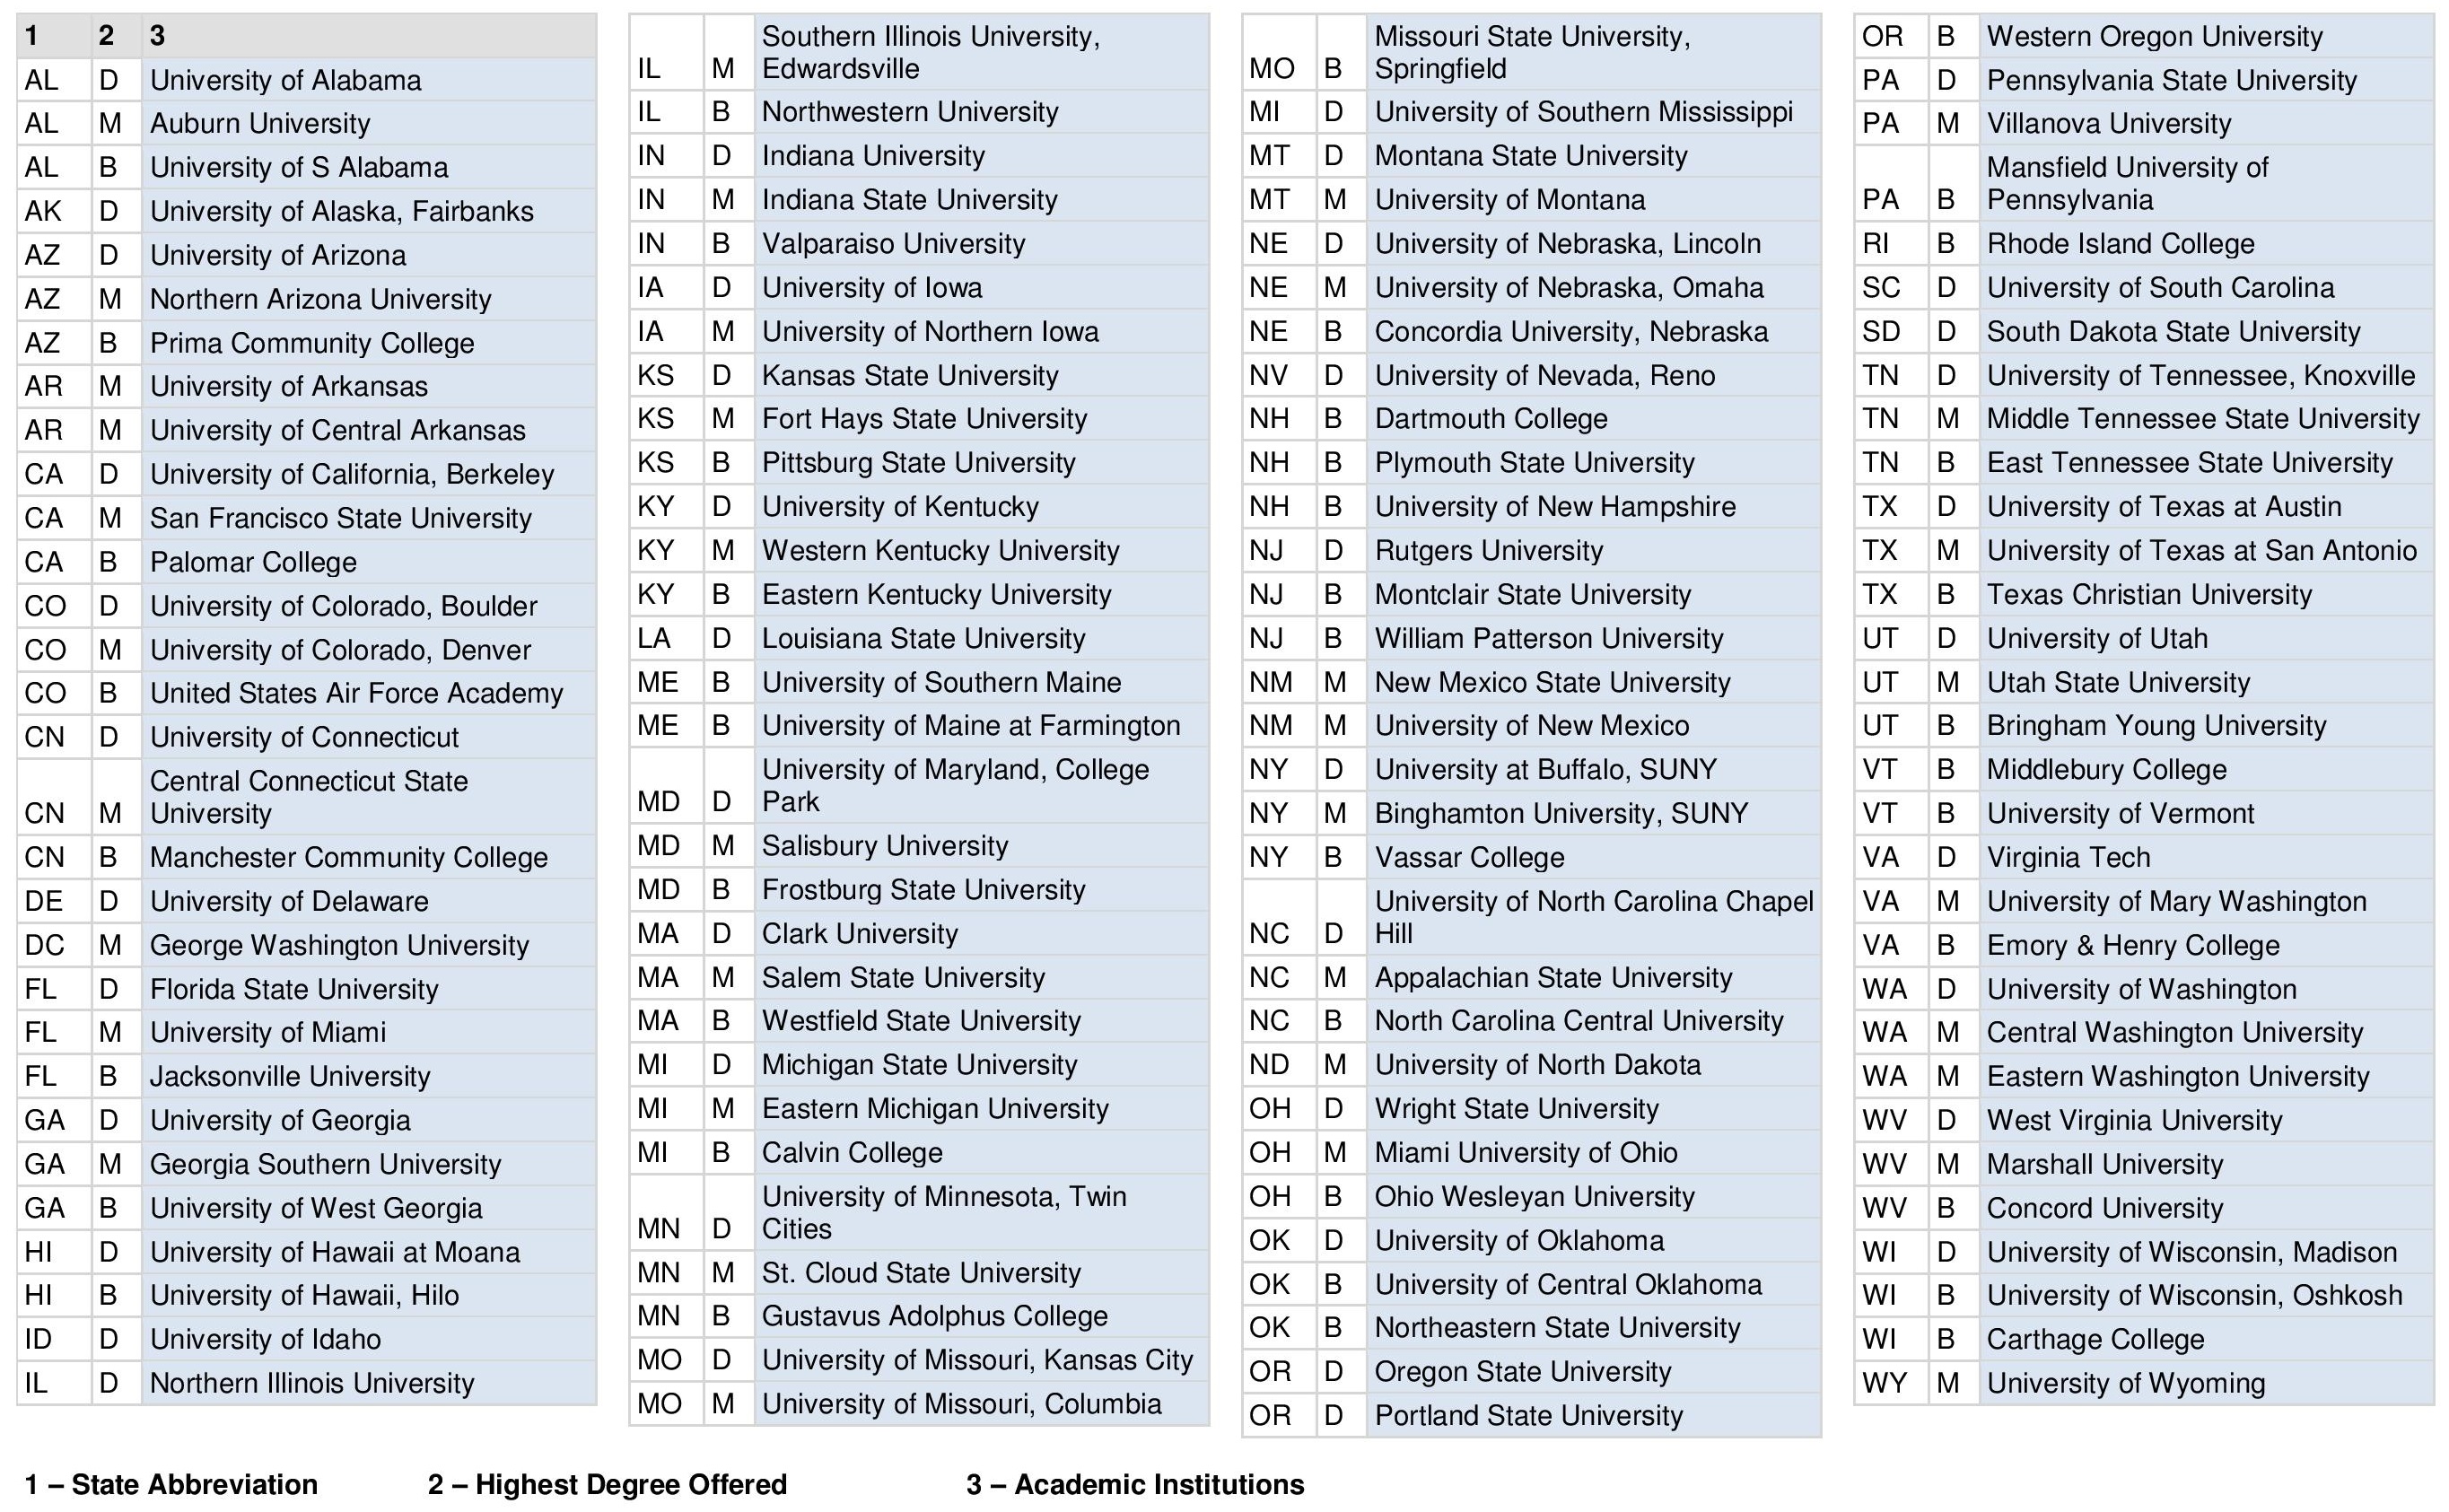 1 2 3
AL D University of Alabama
AL M Auburn University
AL B University of S Alabama
AK D University of Alaska, Fairbanks
AZ D University of Arizona
AZ M Northern Arizona University
AZ B Prima Community College
AR M University of Arkansas
AR M University of Central Arkansas
CA D University of California, Berkeley
CA M San Francisco State University
CA B Palomar College
CO D University of Colorado, Boulder
CO M University of Colorado, Denver
CO B United States Air Force Academy
CN D University of Connecticut
Central Connecticut State
CN M University
CN B Manchester Community College
DE D University of Delaware
DC M George Washington University
FL D Florida State University
FL M University of Miami
FL B Jacksonville University
GA D University of Georgia
GA M Georgia Southern University
GA B University of West Georgia
HI D University of Hawaii at Moana
HI B University of Hawaii, Hilo
ID D University of Idaho
IL D Northern Illinois University
Southern Illinois University,
IL M Edwardsville
IL B Northwestern University
IN D Indiana University
IN M Indiana State University
IN B Valparaiso University
IA D University of Iowa
IA M University of Northern Iowa
KS D Kansas State University
KS M Fort Hays State University
KS B Pittsburg State University
KY D University of Kentucky
KY M Western Kentucky University
KY B Eastern Kentucky University
LA D Louisiana State University
ME B University of Southern Maine
ME B University of Maine at Farmington
University of Maryland, College
MD D Park
MD M Salisbury University
MD B Frostburg State University
MA D Clark University
MA M Salem State University
MA B Westfield State University
MI D Michigan State University
MI M Eastern Michigan University
MI B Calvin College
University of Minnesota, Twin
MN D Cities
MN M St. Cloud State University
MN B Gustavus Adolphus College
MO D University of Missouri, Kansas City
MO M University of Missouri, Columbia
Missouri State University,
MO B Springfield
MI D University of Southern Mississippi
MT D Montana State University
MT M University of Montana
NE D University of Nebraska, Lincoln
NE M University of Nebraska, Omaha
NE B Concordia University, Nebraska
NV D University of Nevada, Reno
NH B Dartmouth College
NH B Plymouth State University
NH B University of New Hampshire
NJ D Rutgers University
NJ B Montclair State University
NJ B William Patterson University
NM M New Mexico State University
NM M University of New Mexico
NY D University at Buffalo, SUNY
NY M Binghamton University, SUNY
NY B Vassar College
University of North Carolina Chapel
NC D Hill
NC M Appalachian State University
NC B North Carolina Central University
ND M University of North Dakota
OH D Wright State University
OH M Miami University of Ohio
OH B Ohio Wesleyan University
OK D University of Oklahoma
OK B University of Central Oklahoma
OK B Northeastern State University
OR D Oregon State University
OR D Portland State University
OR B Western Oregon University
PA D Pennsylvania State University
PA M Villanova University
Mansfield University of
PA B Pennsylvania
RI B Rhode Island College
SC D University of South Carolina
SD D South Dakota State University
TN D University of Tennessee, Knoxville
TN M Middle Tennessee State University
TN B East Tennessee State University
TX D University of Texas at Austin
TX M University of Texas at San Antonio
TX B Texas Christian University
UT D University of Utah
UT M Utah State University
UT B Bringham Young University
VT B Middlebury College
VT B University of Vermont
VA D Virginia Tech
VA M University of Mary Washington
VA B Emory & Henry College
WA D University of Washington
WA M Central Washington University
WA M Eastern Washington University
WV D West Virginia University
WV M Marshall University
WV B Concord University
WI D University of Wisconsin, Madison
WI B University of Wisconsin, Oshkosh
WI B Carthage College
WY M University of Wyoming
1 – State Abbreviation 2 – Highest Degree Offered 3 – Academic Institutions